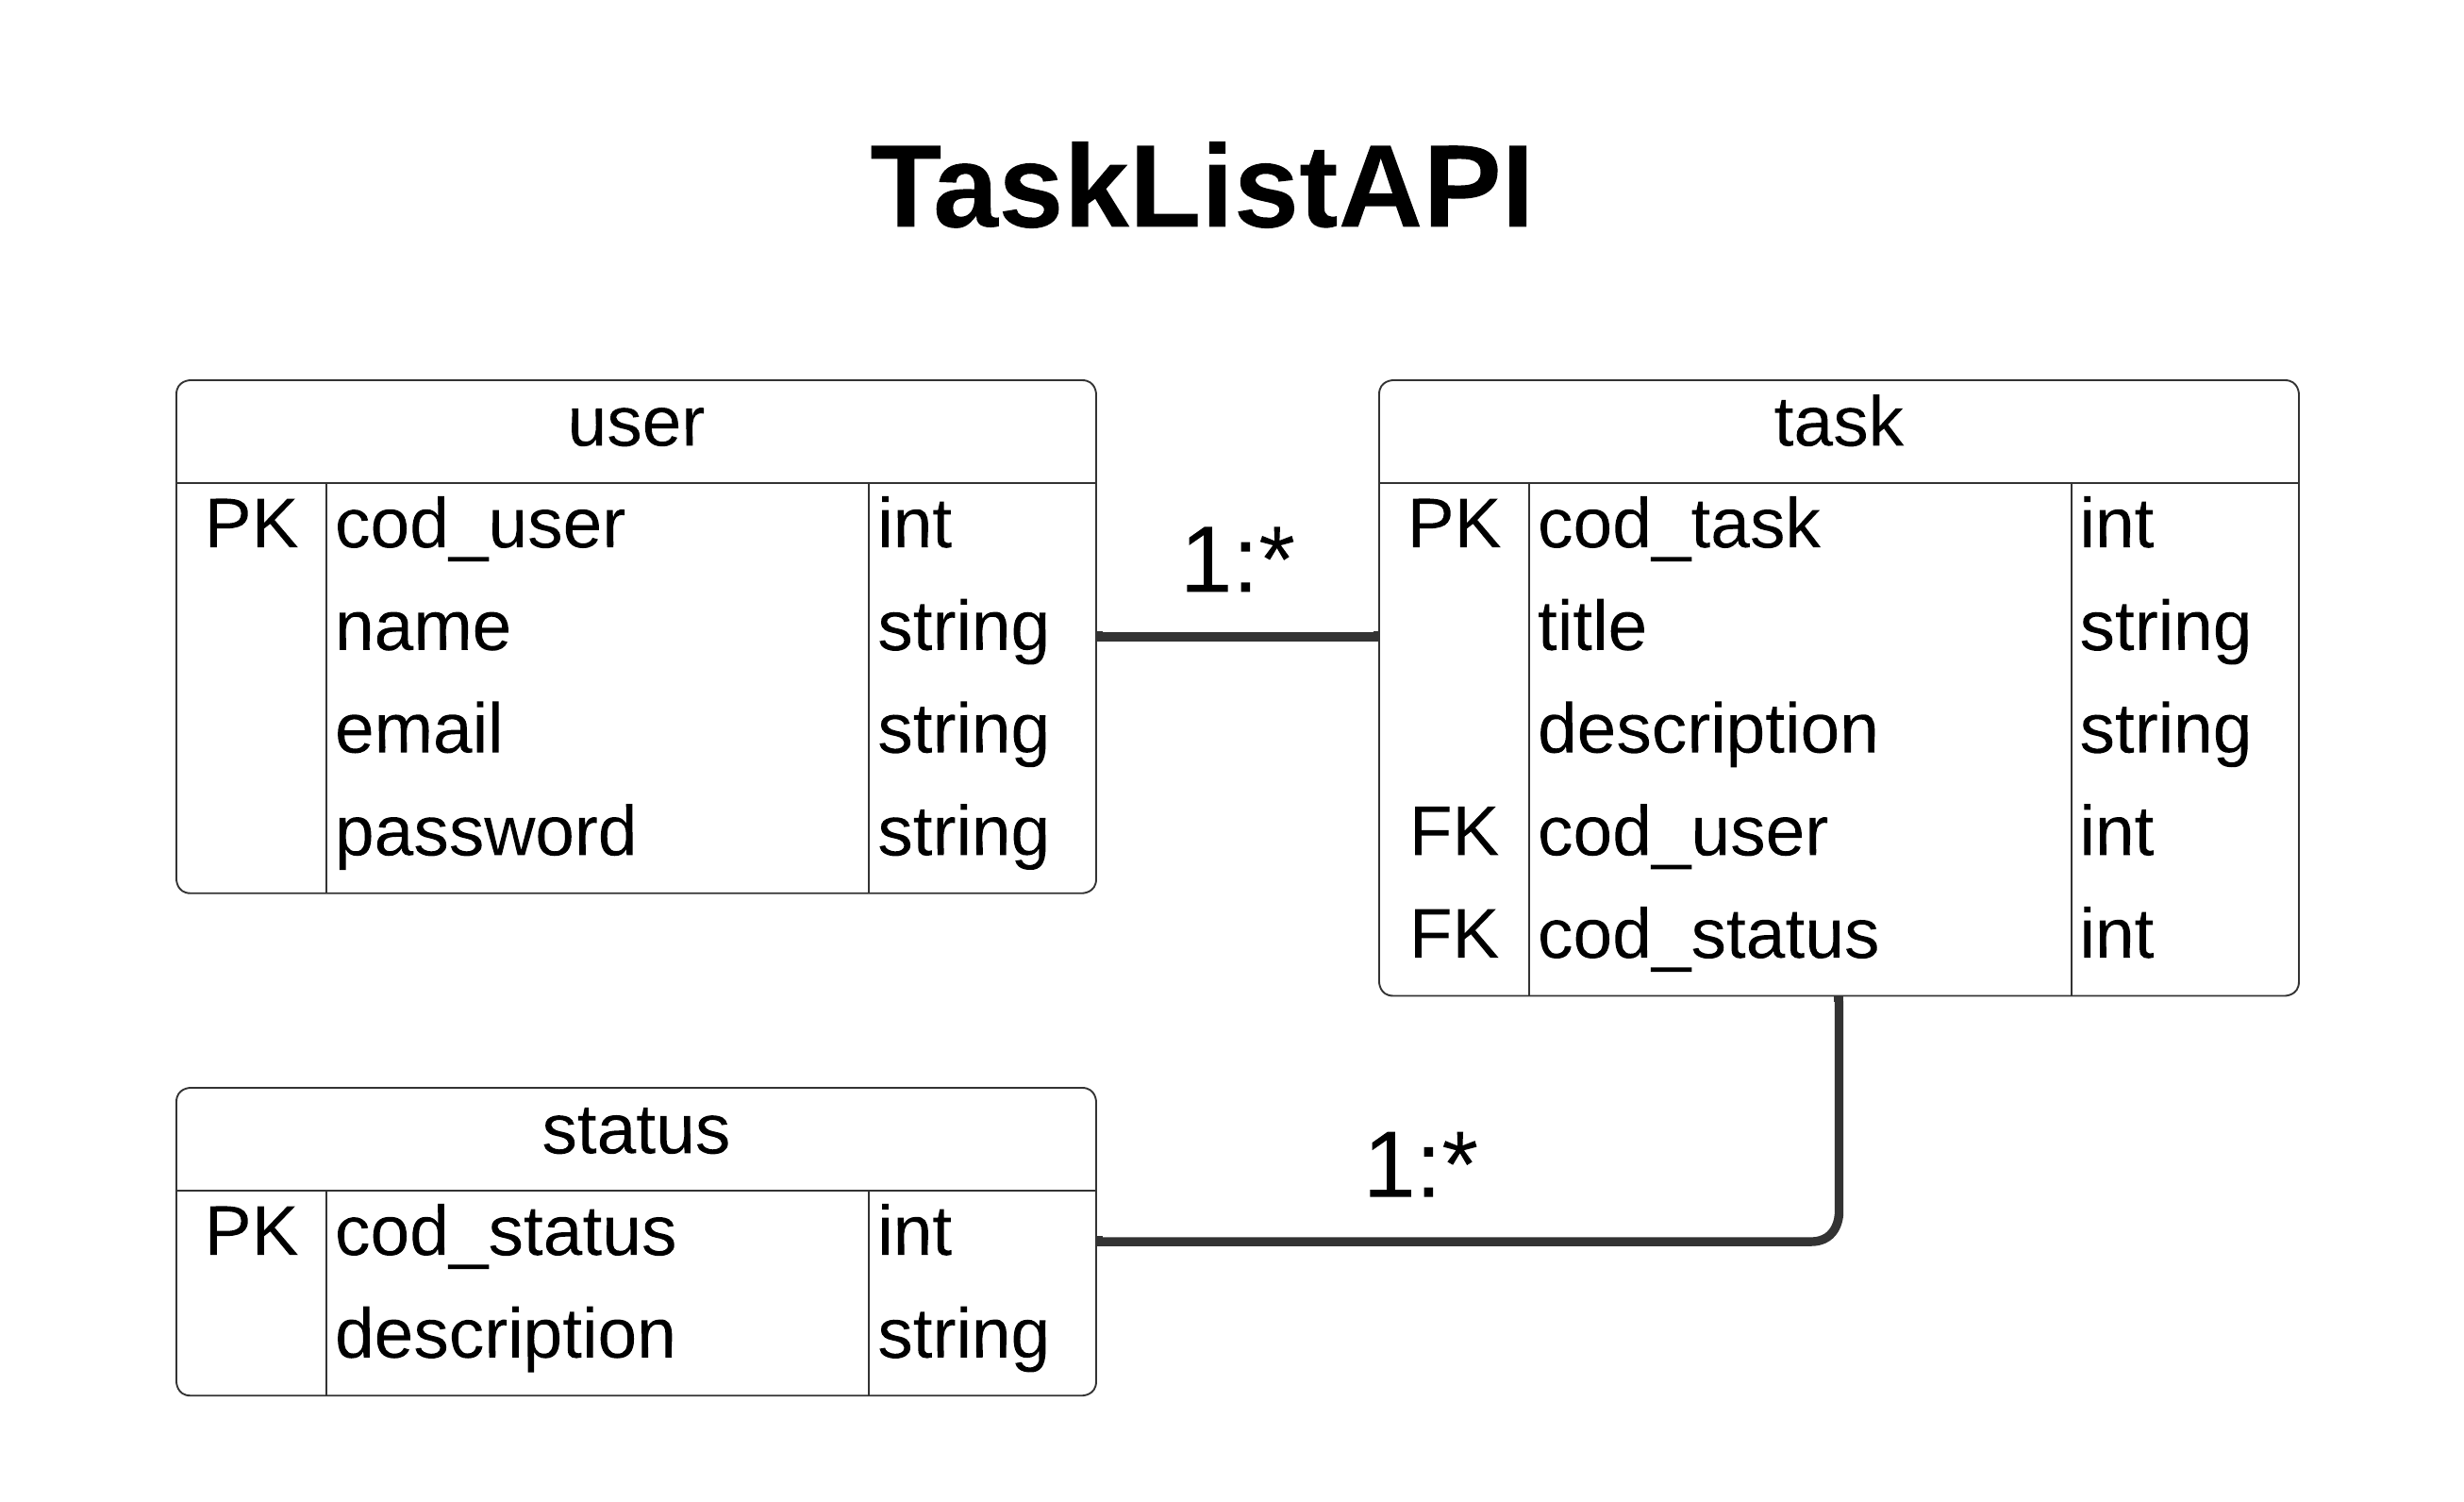 TaskListAPI
user
PK cod_user int
name string
email string
password string
1:*
task
PK cod_task int
title string
description string
FK cod_user int
FK cod_status int
status
PK cod_status int
description string
1:*